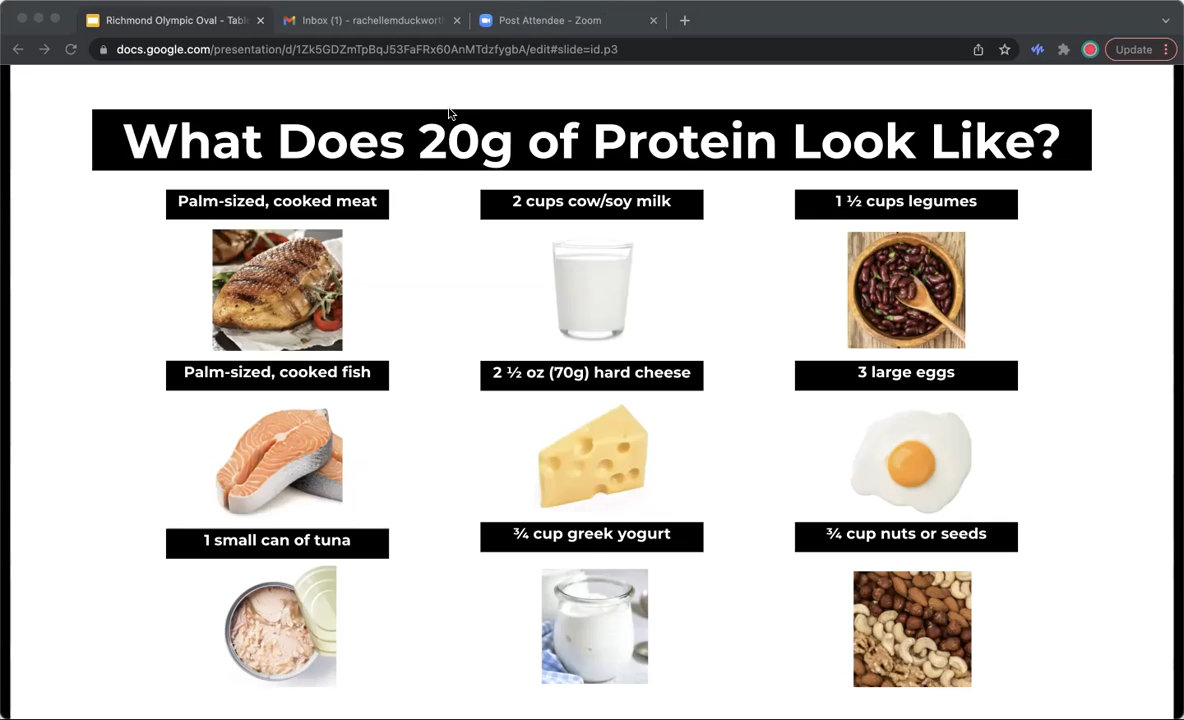 Richmond Olympic Oval - Tabl
Inbox (1) - rachellemduckwort
Post Attendee - Zoom
docs.google.com/presentation/d/1Zk5GDZmTpBqJ53FaFRx60AnMTdzfygbA/edit#slide=id.p3
Update
What Does 20g of Protein Look Like?
Palm-sized, cooked meat
2 cups cow/soy milk
1 ½ cups legumes
Palm-sized, cooked fish
2 ½ oz (70g) hard cheese
3 large eggs
1 small can of tuna
¾ cup greek yogurt
¾ cup nuts or seeds